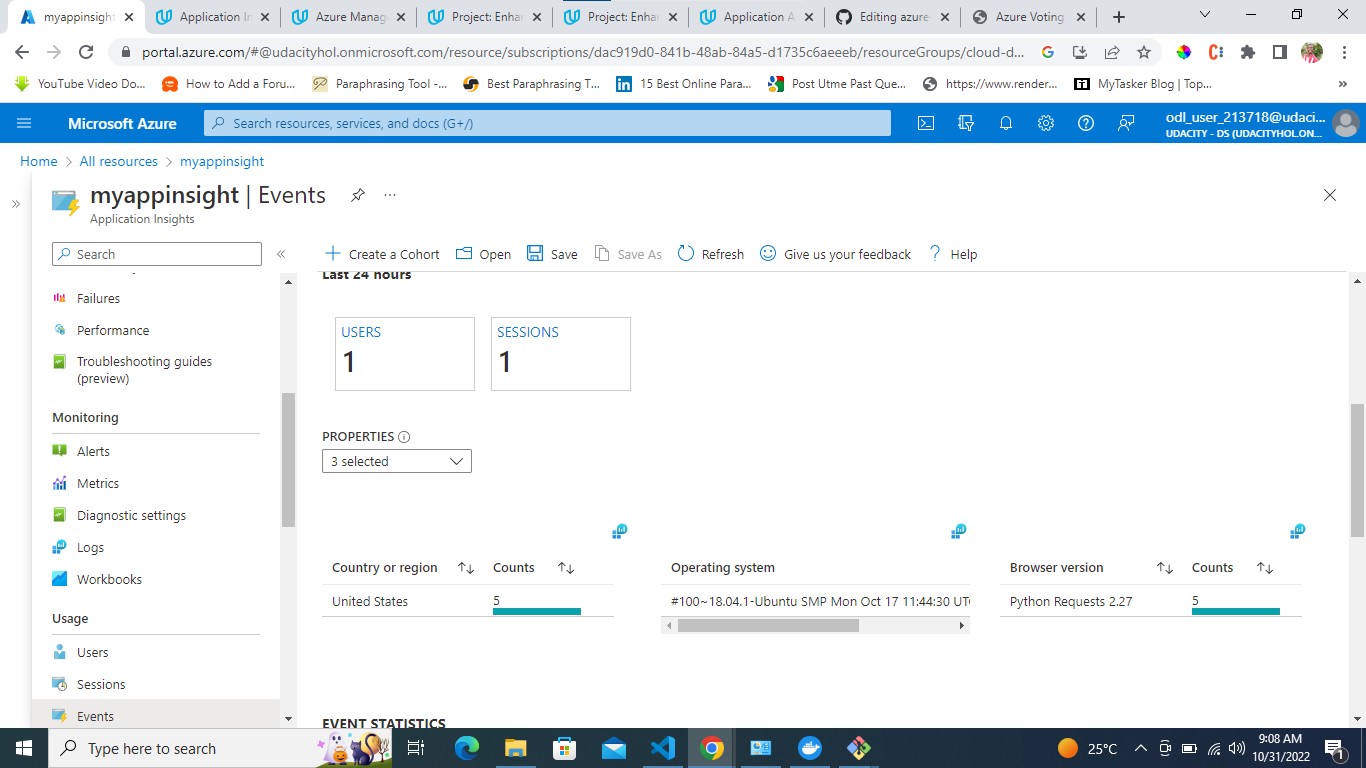 myappinsight
Application In
Azure Manag
Project: Enhan
Project: Enhan
Application A
Editing azure-
Azure Voting
portal.azure.com/#@udacityhol.onmicrosoft.com/resource/subscriptions/dac919d0-841b-48ab-84a5-d1735c6aeeeb/resourceGroups/cloud-d...
YouTube Video Do...
How to Add a Foru...
Paraphrasing Tool -...
Best Paraphrasing T...
15 Best Online Para...
Post Utme Past Que...
https://www.render...
MyTasker Blog | Top...
Microsoft Azure
Search resources, services, and docs (G+/)
odl_user_213718@udaci...
UDACITY - DS (UDACITYHOL.ON...
Home > All resources > myappinsight
myappinsight | Events
Application Insights
Search
Create a Cohort
Open
Save
Save As
Refresh
Give us your feedback
Help
Failures
Performance
Troubleshooting guides
(preview)
Monitoring
Alerts
Metrics
Diagnostic settings
Logs
Workbooks
Usage
Users
Sessions
Events
Last 24 hours
USERS
1
SESSIONS
1
PROPERTIES
3 selected
Country or region
Counts
United States
5
Operating system
#100~18.04.1-Ubuntu SMP Mon Oct 17 11:44:30 UTC
Browser version
Counts
Python Requests 2.27
5
EVENT STATISTICS
Type here to search
25°C
9:08 AM
10/31/2022
1